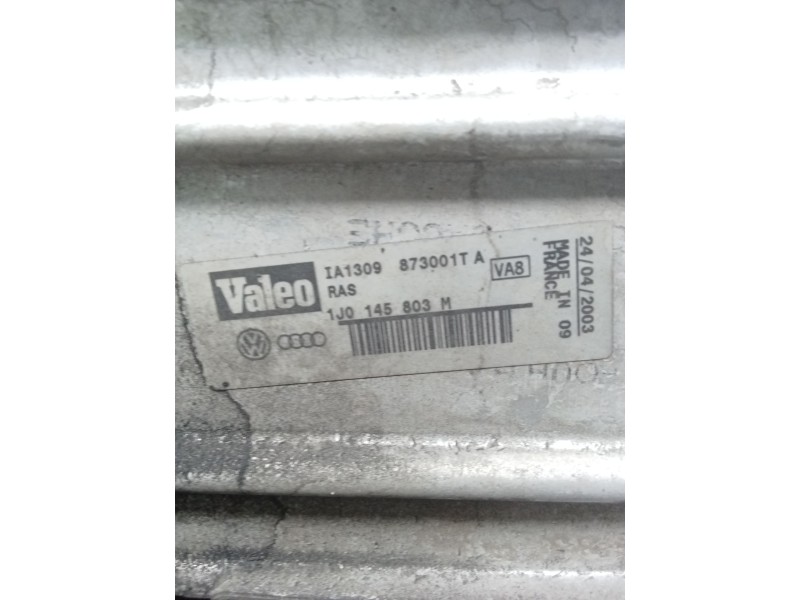 Valeo
IA1309 873001T A
VA8
RAS
1J0 145 803 M
24/04/2003
MADE IN 09
FRANCE